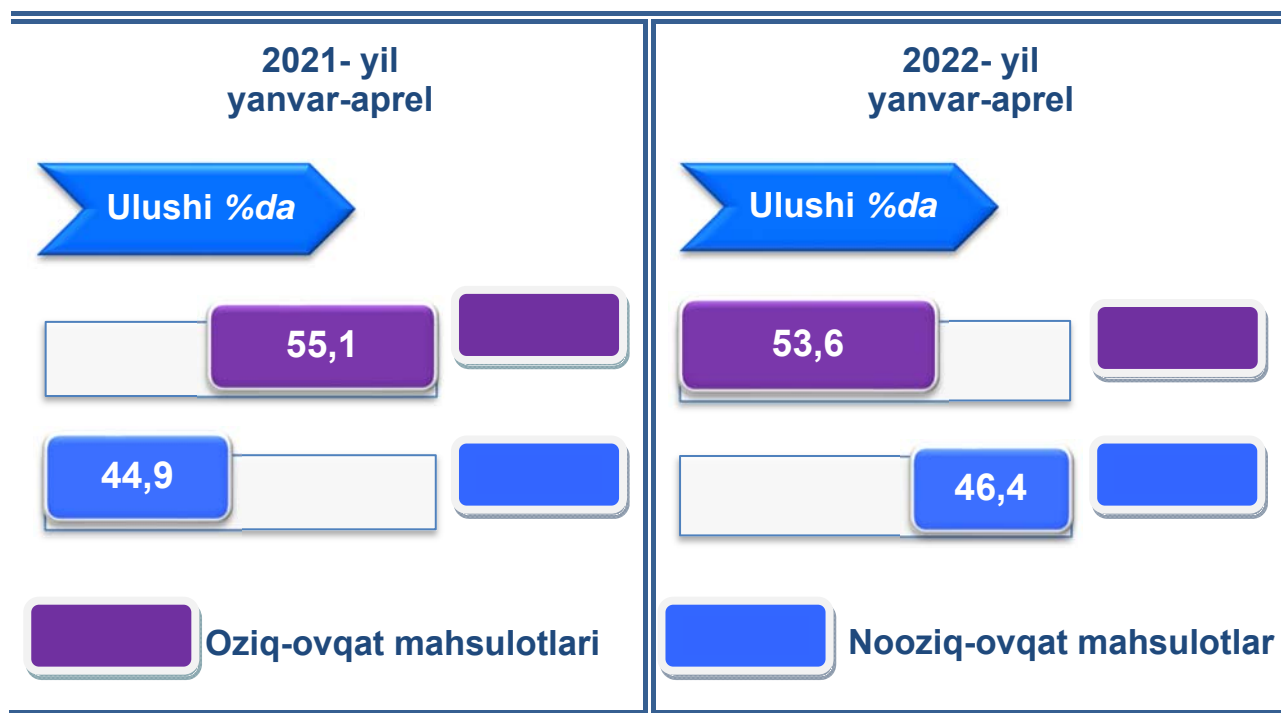 2021- yil
yanvar-aprel
Ulushi %da
55,1
44,9
Oziq-ovqat mahsulotlari
2022- yil
yanvar-aprel
Ulushi %da
53,6
46,4
Nooziq-ovqat mahsulotlar